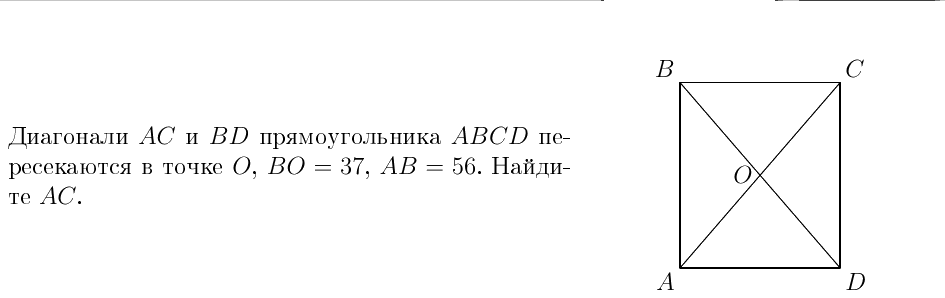 B C
Диагонали AC и BD прямоугольника ABCD пе-
ресекаются в точке O, BO = 37, AB = 56. Найди-
те AC.
O
A D